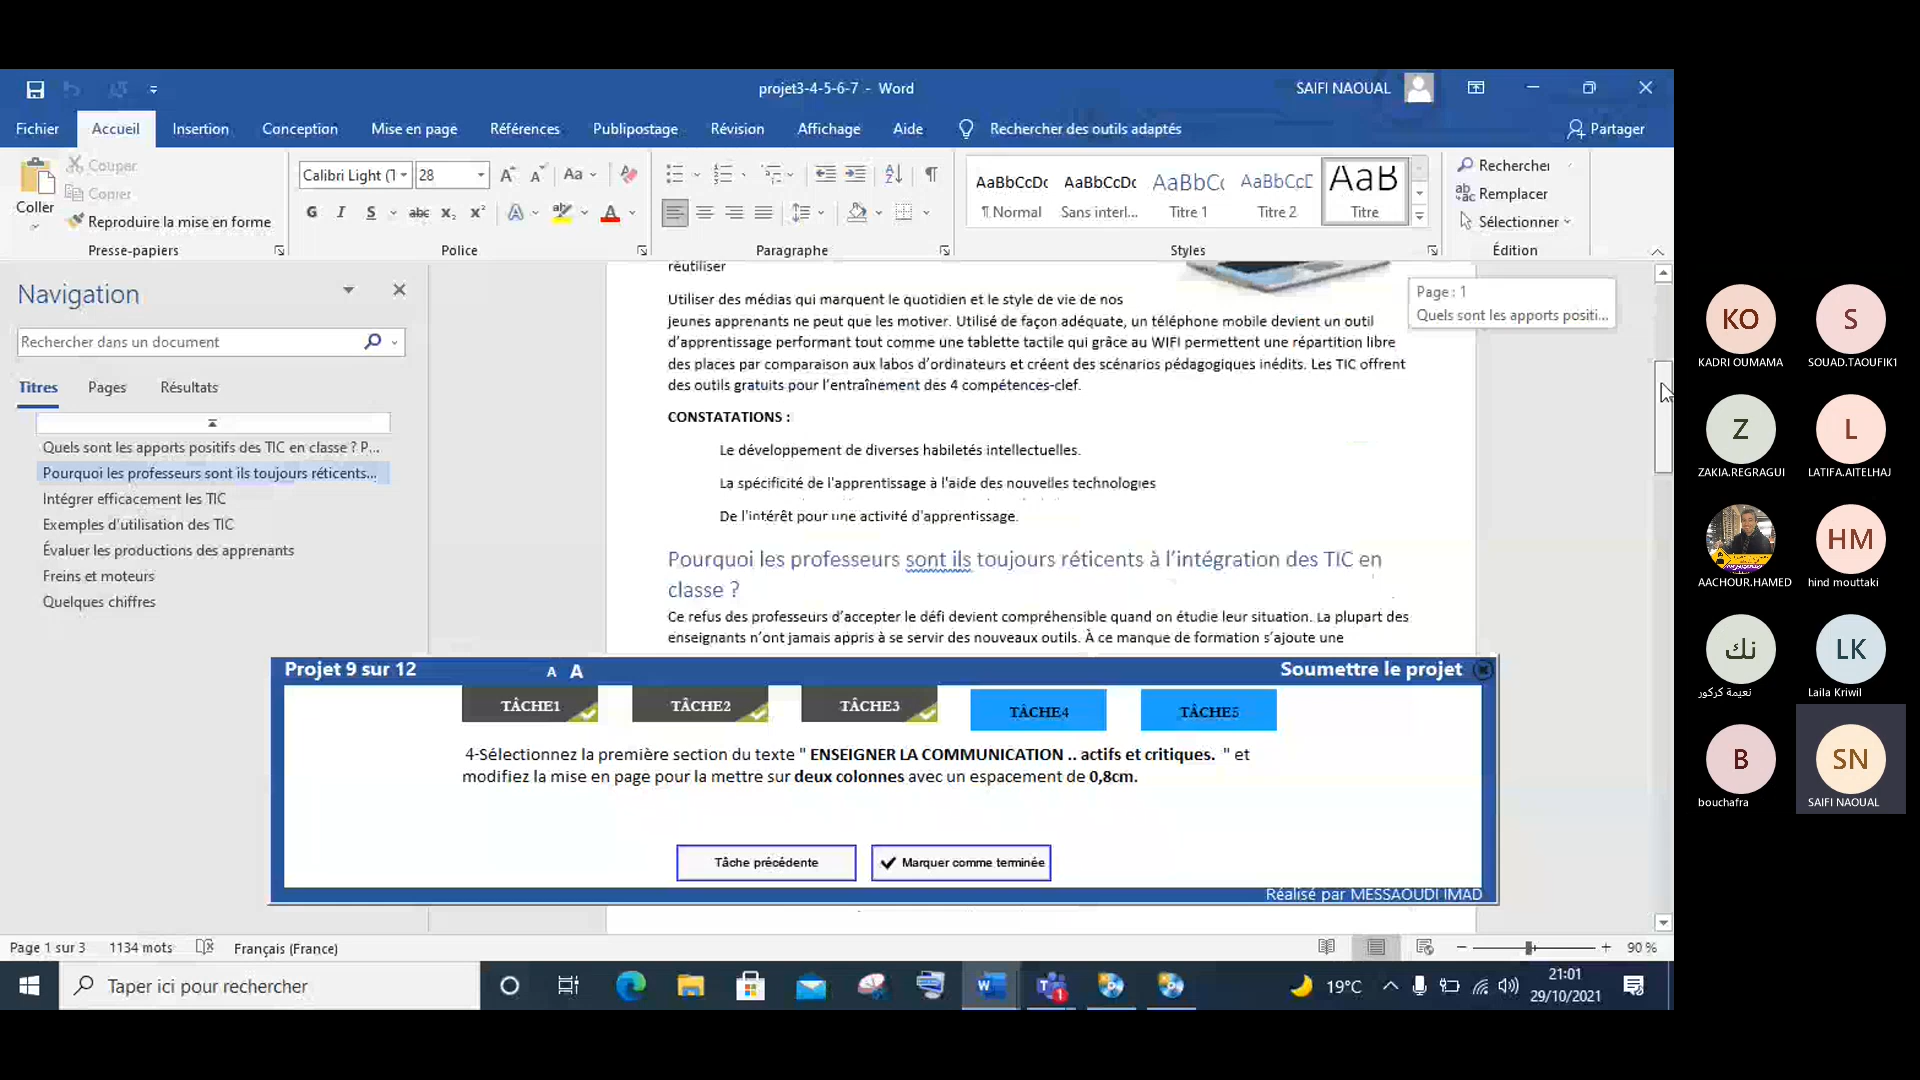 projet3-4-5-6-7 - Word
SAIFI NAOUAL
Fichier Accueil Insertion Conception Mise en page Références Publipostage Révision Affichage Aide Rechercher des outils adaptés Partager
Coller
Couper
Copier
Reproduire la mise en forme
Presse-papiers
Calibri Light (T 28
Aa
G I S abc x₂ x² A A
Police
Paragraphe
AaBbCcDc AaBbCcDc AaBbCc AaBbCcD AaB
¶ Normal Sans interl... Titre 1 Titre 2 Titre
Styles
Rechercher
Remplacer
Sélectionner
Édition
Navigation
Rechercher dans un document
Titres Pages Résultats
Quels sont les apports positifs des TIC en classe ? P...
Pourquoi les professeurs sont ils toujours réticents...
Intégrer efficacement les TIC
Exemples d'utilisation des TIC
Évaluer les productions des apprenants
Freins et moteurs
Quelques chiffres
réutiliser
Utiliser des médias qui marquent le quotidien et le style de vie de nos
jeunes apprenants ne peut que les motiver. Utilisé de façon adéquate, un téléphone mobile devient un outil
d'apprentissage performant tout comme une tablette tactile qui grâce au WIFI permettent une répartition libre
des places par comparaison aux labos d'ordinateurs et créent des scénarios pédagogiques inédits. Les TIC offrent
des outils gratuits pour l'entraînement des 4 compétences-clef.
CONSTATATIONS :
Le développement de diverses habiletés intellectuelles.
La spécificité de l'apprentissage à l'aide des nouvelles technologies
De l'intérêt pour une activité d'apprentissage.
Pourquoi les professeurs sont ils toujours réticents à l'intégration des TIC en
classe ?
Ce refus des professeurs d'accepter le défi devient compréhensible quand on étudie leur situation. La plupart des
enseignants n'ont jamais appris à se servir des nouveaux outils. À ce manque de formation s'ajoute une
Page : 1
Quels sont les apports positi...
Projet 9 sur 12 A A Soumettre le projet
TÂCHE1 TÂCHE2 TÂCHE3 TÂCHE4 TÂCHE5
4-Sélectionnez la première section du texte " ENSEIGNER LA COMMUNICATION .. actifs et critiques. " et
modifiez la mise en page pour la mettre sur deux colonnes avec un espacement de 0,8cm.
Tâche précédente Marquer comme terminée
Réalisé par MESSAOUDI IMAD
Page 1 sur 3 1134 mots Français (France) 90 %
Taper ici pour rechercher
19°C
21:01
29/10/2021
KO
KADRI OUMAMA
S
SOUAD.TAOUFIK1
Z
ZAKIA.REGRAGUI
L
LATIFA.AITELHAJ
AACHOUR.HAMED
HM
hind mouttaki
نك
نعيمة كركور
LK
Laila Kriwil
B
bouchafra
SN
SAIFI NAOUAL